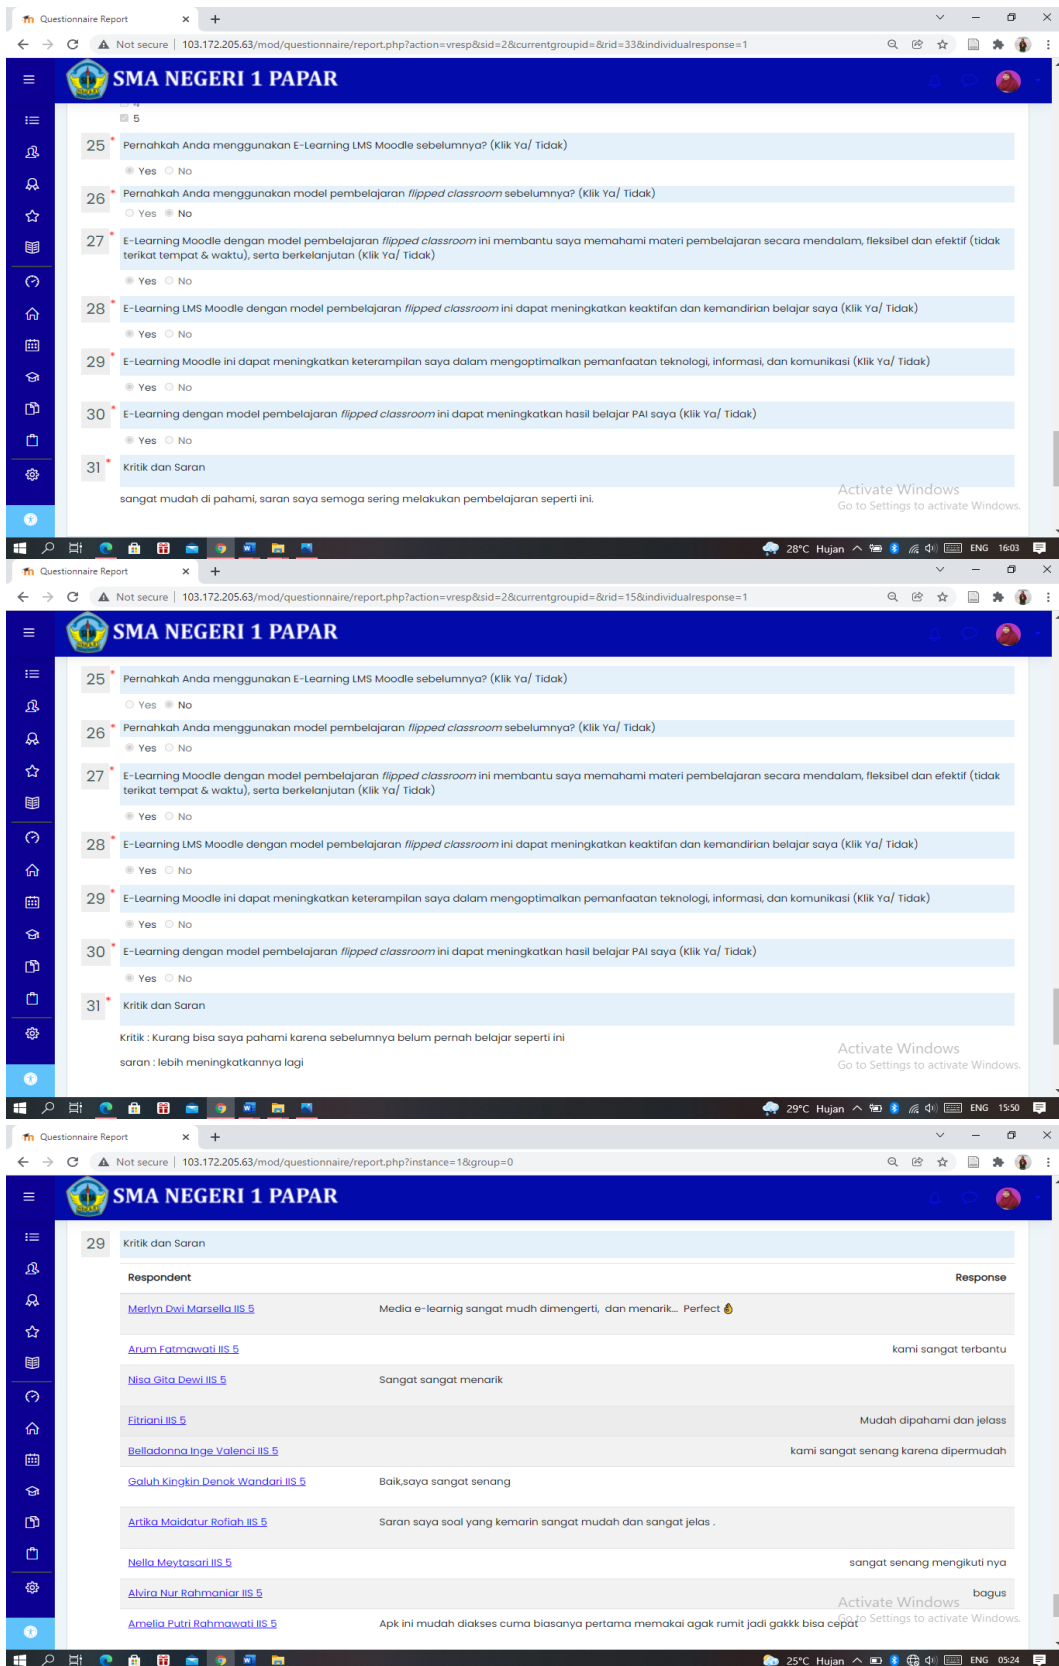 Questionnaire Report
Not secure | 103.172.205.63/mod/questionnaire/report.php?action=vresp&sid=2&currentgroupid=&rid=33&individualresponse=1
SMA NEGERI 1 PAPAR
4
5
25 * Pernahkah Anda menggunakan E-Learning LMS Moodle sebelumnya? (Klik Ya/ Tidak)
Yes No
26 * Pernahkah Anda menggunakan model pembelajaran flipped classroom sebelumnya? (Klik Ya/ Tidak)
Yes No
27 * E-Learning Moodle dengan model pembelajaran flipped classroom ini membantu saya memahami materi pembelajaran secara mendalam, fleksibel dan efektif (tidak
terikat tempat & waktu), serta berkelanjutan (Klik Ya/ Tidak)
Yes No
28 * E-Learning LMS Moodle dengan model pembelajaran flipped classroom ini dapat meningkatkan keaktifan dan kemandirian belajar saya (Klik Ya/ Tidak)
Yes No
29 * E-Learning Moodle ini dapat meningkatkan keterampilan saya dalam mengoptimalkan pemanfaatan teknologi, informasi, dan komunikasi (Klik Ya/ Tidak)
Yes No
30 * E-Learning dengan model pembelajaran flipped classroom ini dapat meningkatkan hasil belajar PAI saya (Klik Ya/ Tidak)
Yes No
31 * Kritik dan Saran
sangat mudah di pahami, saran saya semoga sering melakukan pembelajaran seperti ini.
Activate Windows
Go to Settings to activate Windows.
28°C Hujan ENG 16:03
Questionnaire Report
Not secure | 103.172.205.63/mod/questionnaire/report.php?action=vresp&sid=2&currentgroupid=&rid=15&individualresponse=1
SMA NEGERI 1 PAPAR
25 * Pernahkah Anda menggunakan E-Learning LMS Moodle sebelumnya? (Klik Ya/ Tidak)
Yes No
26 * Pernahkah Anda menggunakan model pembelajaran flipped classroom sebelumnya? (Klik Ya/ Tidak)
Yes No
27 * E-Learning Moodle dengan model pembelajaran flipped classroom ini membantu saya memahami materi pembelajaran secara mendalam, fleksibel dan efektif (tidak
terikat tempat & waktu), serta berkelanjutan (Klik Ya/ Tidak)
Yes No
28 * E-Learning LMS Moodle dengan model pembelajaran flipped classroom ini dapat meningkatkan keaktifan dan kemandirian belajar saya (Klik Ya/ Tidak)
Yes No
29 * E-Learning Moodle ini dapat meningkatkan keterampilan saya dalam mengoptimalkan pemanfaatan teknologi, informasi, dan komunikasi (Klik Ya/ Tidak)
Yes No
30 * E-Learning dengan model pembelajaran flipped classroom ini dapat meningkatkan hasil belajar PAI saya (Klik Ya/ Tidak)
Yes No
31 * Kritik dan Saran
Kritik : Kurang bisa saya pahami karena sebelumnya belum pernah belajar seperti ini
saran : lebih meningkatkannya lagi
Activate Windows
Go to Settings to activate Windows.
29°C Hujan ENG 15:50
Questionnaire Report
Not secure | 103.172.205.63/mod/questionnaire/report.php?instance=1&group=0
SMA NEGERI 1 PAPAR
29 Kritik dan Saran
Respondent Response
Merlyn Dwi Marsella IIS 5 Media e-learnig sangat mudh dimengerti, dan menarik... Perfect 👌
Arum Fatmawati IIS 5 kami sangat terbantu
Nisa Gita Dewi IIS 5 Sangat sangat menarik
Fitriani IIS 5 Mudah dipahami dan jelass
Belladonna Inge Valenci IIS 5 kami sangat senang karena dipermudah
Galuh Kingkin Denok Wandari IIS 5 Baik,saya sangat senang
Artika Maidatur Rofiah IIS 5 Saran saya soal yang kemarin sangat mudah dan sangat jelas .
Nella Meytasari IIS 5 sangat senang mengikuti nya
Alvira Nur Rahmaniar IIS 5 bagus
Activate Windows
Amelia Putri Rahmawati IIS 5 Apk ini mudah diakses cuma biasanya pertama memakai agak rumit jadi gakkk bisa cepat
Go to Settings to activate Windows.
25°C Hujan ENG 05:24